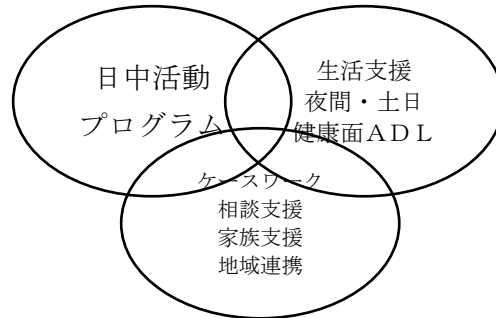 日中活動
プログラム
生活支援
夜間・土日
健康面ＡＤＬ
ケースワーク
相談支援
家族支援
地域連携